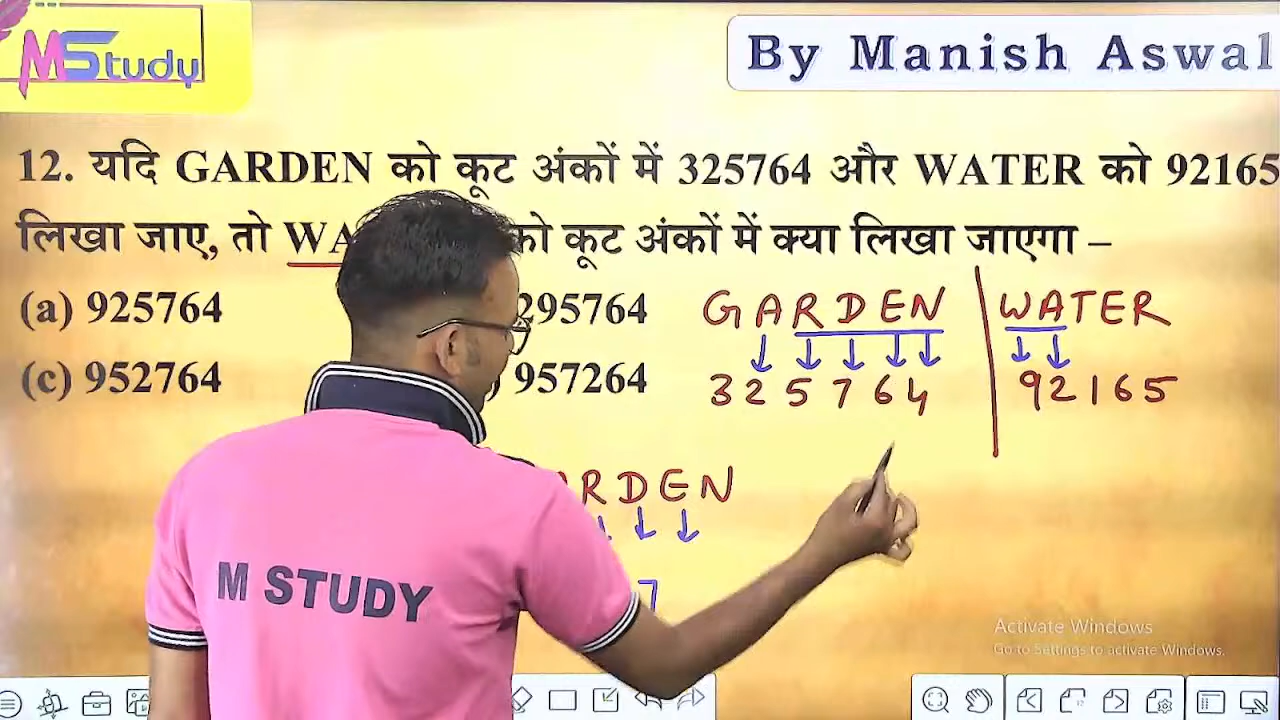 MStudy
By Manish Aswal
12. यदि GARDEN को कूट अंकों में 325764 और WATER को 92165
लिखा जाए, तो WA को कूट अंकों में क्या लिखा जाएगा –
(a) 925764 295764
(c) 952764 957264
GARDEN WATER
325764 92165
RDEN
7
M STUDY
Activate Windows
Go to Settings to activate Windows.